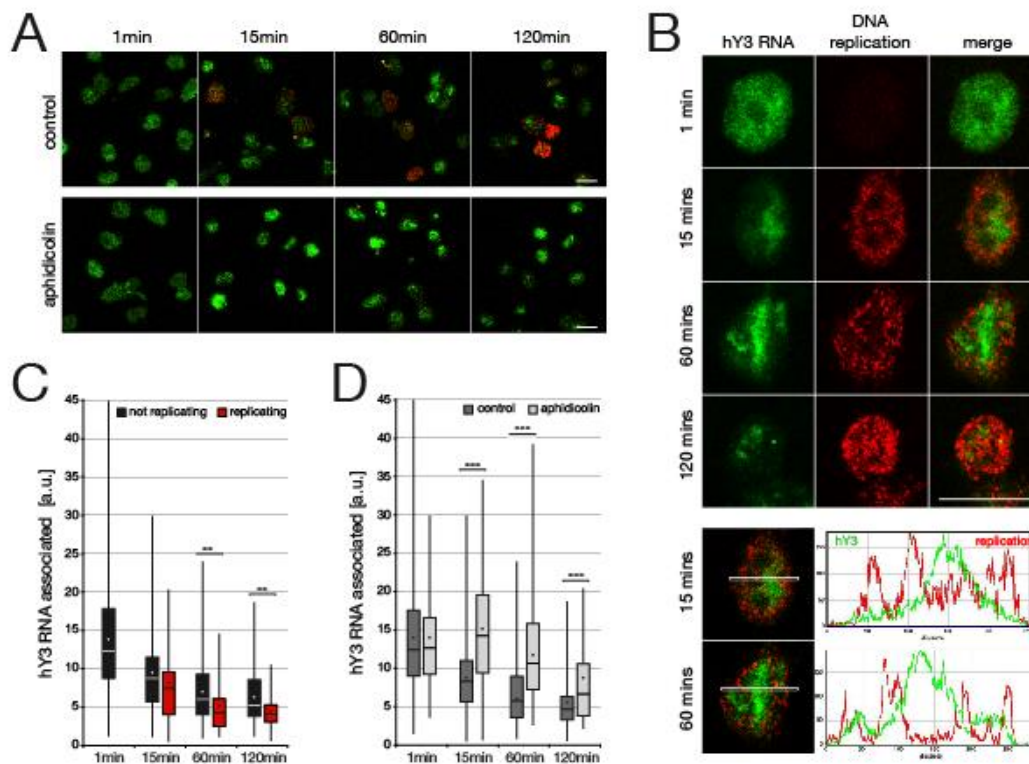 A
1min 15min 60min 120min
control
aphidicolin
B
hY3 RNA
DNA
replication
merge
1 min
15 mins
60 mins
120 mins
15 mins
hY3
replication
60 mins
C
hY3 RNA associated [a.u.]
not replicating replicating
45
40
35
30
25
20
15
10
5
0
**
**
1min 15min 60min 120min
D
hY3 RNA associated [a.u.]
control aphidicolin
45
40
35
30
25
20
15
10
5
0
***
***
***
1min 15min 60min 120min